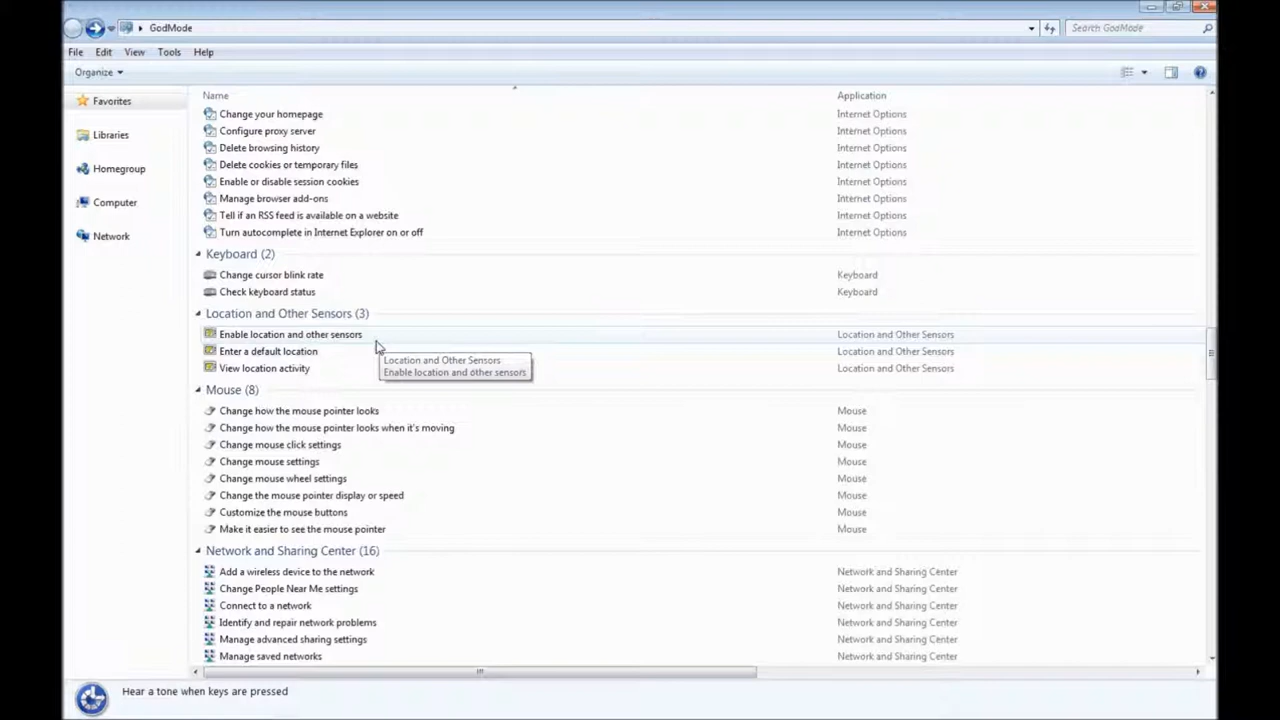 GodMode
Search GodMode
File Edit View Tools Help
Organize
Favorites
Libraries
Homegroup
Computer
Network
Name Application
Change your homepage Internet Options
Configure proxy server Internet Options
Delete browsing history Internet Options
Delete cookies or temporary files Internet Options
Enable or disable session cookies Internet Options
Manage browser add-ons Internet Options
Tell if an RSS feed is available on a website Internet Options
Turn autocomplete in Internet Explorer on or off Internet Options
Keyboard (2)
Change cursor blink rate Keyboard
Check keyboard status Keyboard
Location and Other Sensors (3)
Enable location and other sensors Location and Other Sensors
Enter a default location Location and Other Sensors
View location activity Location and Other Sensors
Location and Other Sensors
Enable location and other sensors
Mouse (8)
Change how the mouse pointer looks Mouse
Change how the mouse pointer looks when it's moving Mouse
Change mouse click settings Mouse
Change mouse settings Mouse
Change mouse wheel settings Mouse
Change the mouse pointer display or speed Mouse
Customize the mouse buttons Mouse
Make it easier to see the mouse pointer Mouse
Network and Sharing Center (16)
Add a wireless device to the network Network and Sharing Center
Change People Near Me settings Network and Sharing Center
Connect to a network Network and Sharing Center
Identify and repair network problems Network and Sharing Center
Manage advanced sharing settings Network and Sharing Center
Manage saved networks Network and Sharing Center
Hear a tone when keys are pressed